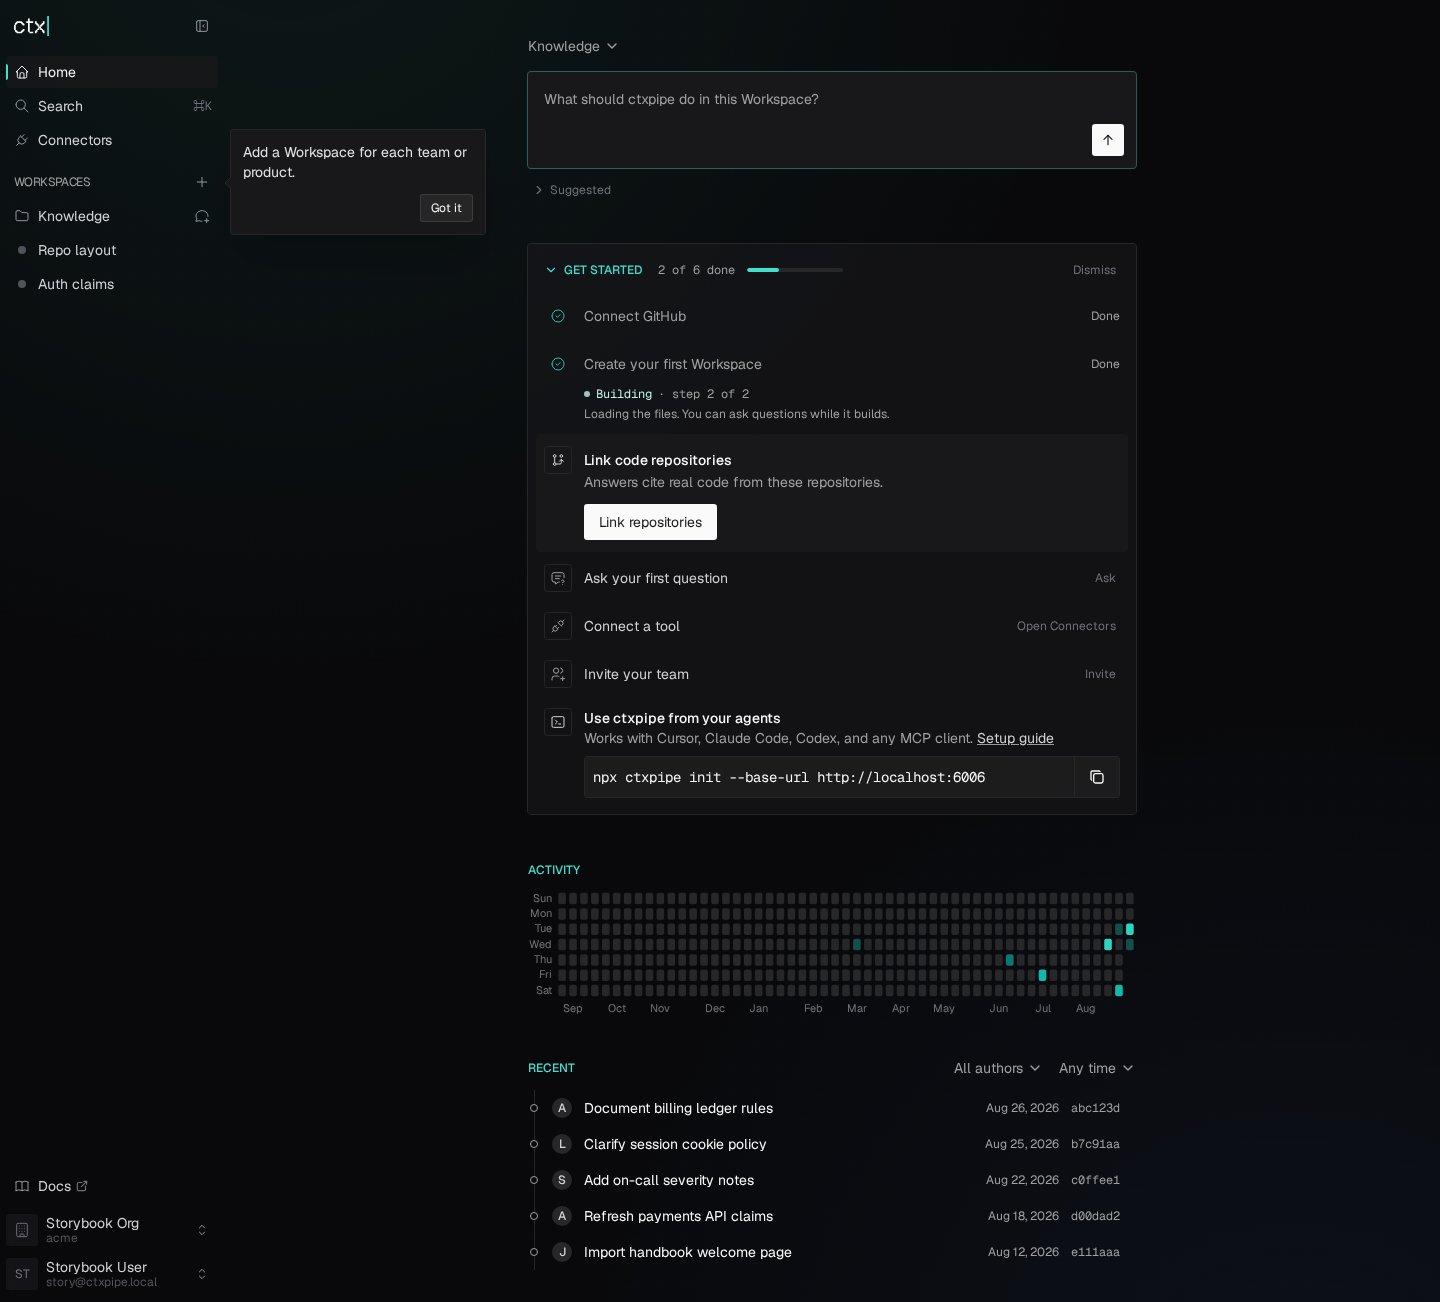 ctx
Home
Search ⌘K
Connectors
WORKSPACES
Knowledge
Repo layout
Auth claims
Add a Workspace for each team or
product.
Got it
Knowledge
What should ctxpipe do in this Workspace?
Suggested
GET STARTED 2 of 6 done Dismiss
Connect GitHub Done
Create your first Workspace Done
Building · step 2 of 2
Loading the files. You can ask questions while it builds.
Link code repositories
Answers cite real code from these repositories.
Link repositories
Ask your first question Ask
Connect a tool Open Connectors
Invite your team Invite
Use ctxpipe from your agents
Works with Cursor, Claude Code, Codex, and any MCP client. Setup guide
npx ctxpipe init --base-url http://localhost:6006
ACTIVITY
Sun
Mon
Tue
Wed
Thu
Fri
Sat
Sep Oct Nov Dec Jan Feb Mar Apr May Jun Jul Aug
RECENT All authors Any time
A Document billing ledger rules Aug 26, 2026 abc123d
L Clarify session cookie policy Aug 25, 2026 b7c91aa
S Add on-call severity notes Aug 22, 2026 c0ffee1
A Refresh payments API claims Aug 18, 2026 d00dad2
J Import handbook welcome page Aug 12, 2026 e111aaa
Docs
Storybook Org
acme
ST Storybook User
story@ctxpipe.local